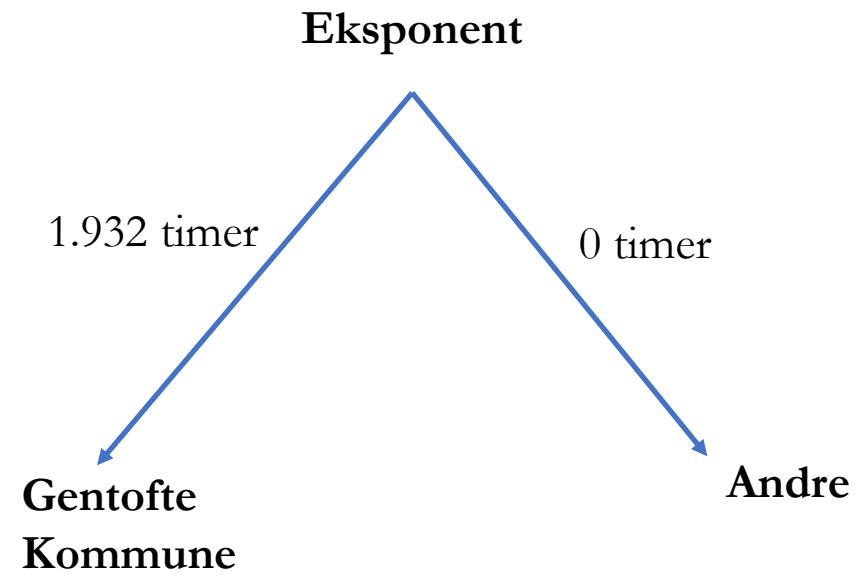 Eksponent
1.932 timer
0 timer
Gentofte
Kommune
Andre